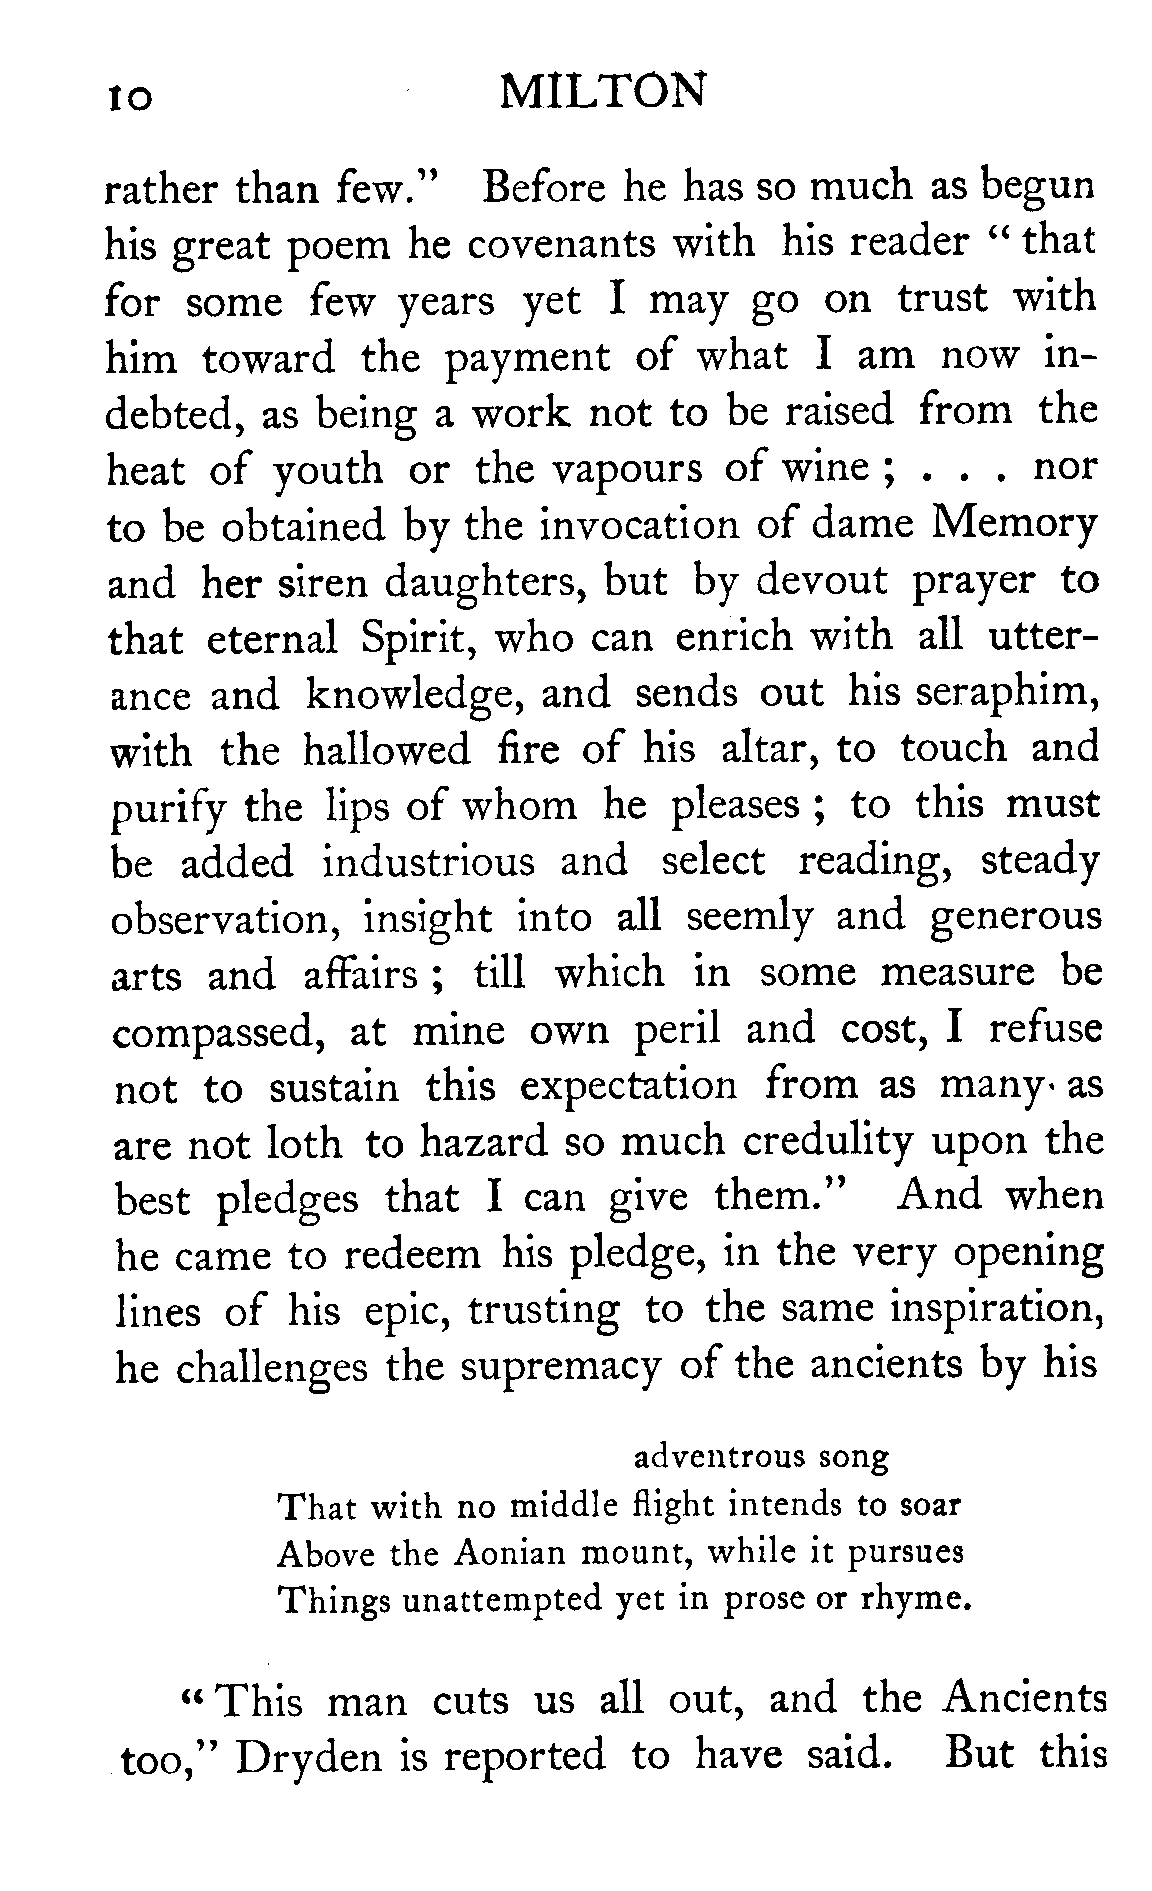 10 MILTON
rather than few." Before he has so much as begun
his great poem he covenants with his reader "that
for some few years yet I may go on trust with
him toward the payment of what I am now in-
debted, as being a work not to be raised from the
heat of youth or the vapours of wine ; . . . nor
to be obtained by the invocation of dame Memory
and her siren daughters, but by devout prayer to
that eternal Spirit, who can enrich with all utter-
ance and knowledge, and sends out his seraphim,
with the hallowed fire of his altar, to touch and
purify the lips of whom he pleases ; to this must
be added industrious and select reading, steady
observation, insight into all seemly and generous
arts and affairs ; till which in some measure be
compassed, at mine own peril and cost, I refuse
not to sustain this expectation from as many as
are not loth to hazard so much credulity upon the
best pledges that I can give them." And when
he came to redeem his pledge, in the very opening
lines of his epic, trusting to the same inspiration,
he challenges the supremacy of the ancients by his
adventrous song
That with no middle flight intends to soar
Above the Aonian mount, while it pursues
Things unattempted yet in prose or rhyme.
"This man cuts us all out, and the Ancients
too," Dryden is reported to have said. But this